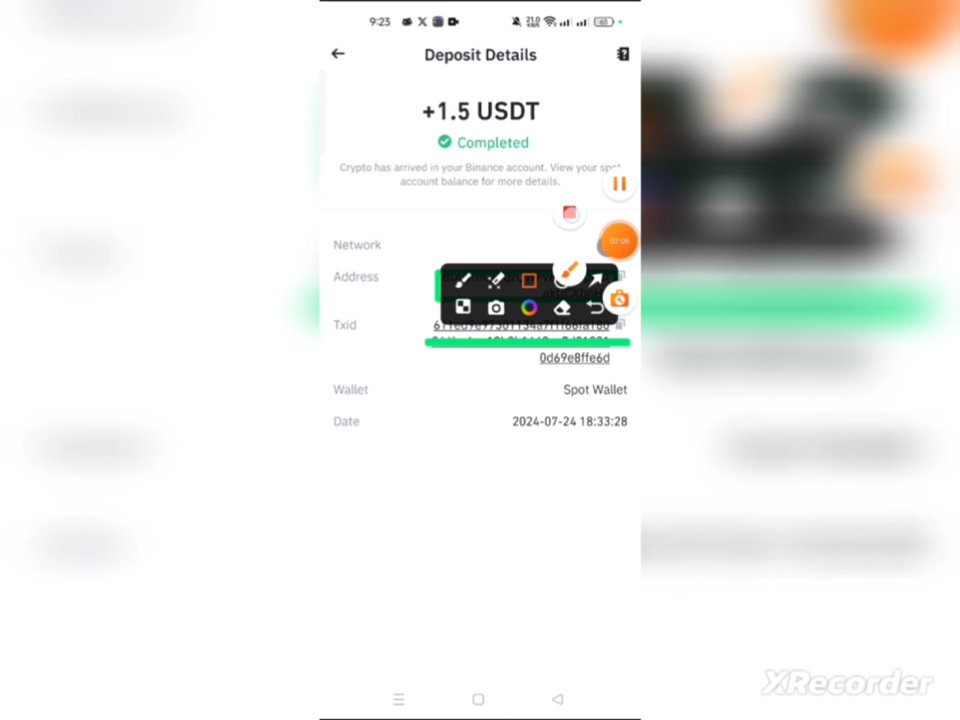 9:23
Deposit Details
+1.5 USDT
Completed
Crypto has arrived in your Binance account. View your spot
account balance for more details.
02:06
Network
Address
Txid
0d69e8ffe6d
Wallet Spot Wallet
Date 2024-07-24 18:33:28
XRecorder